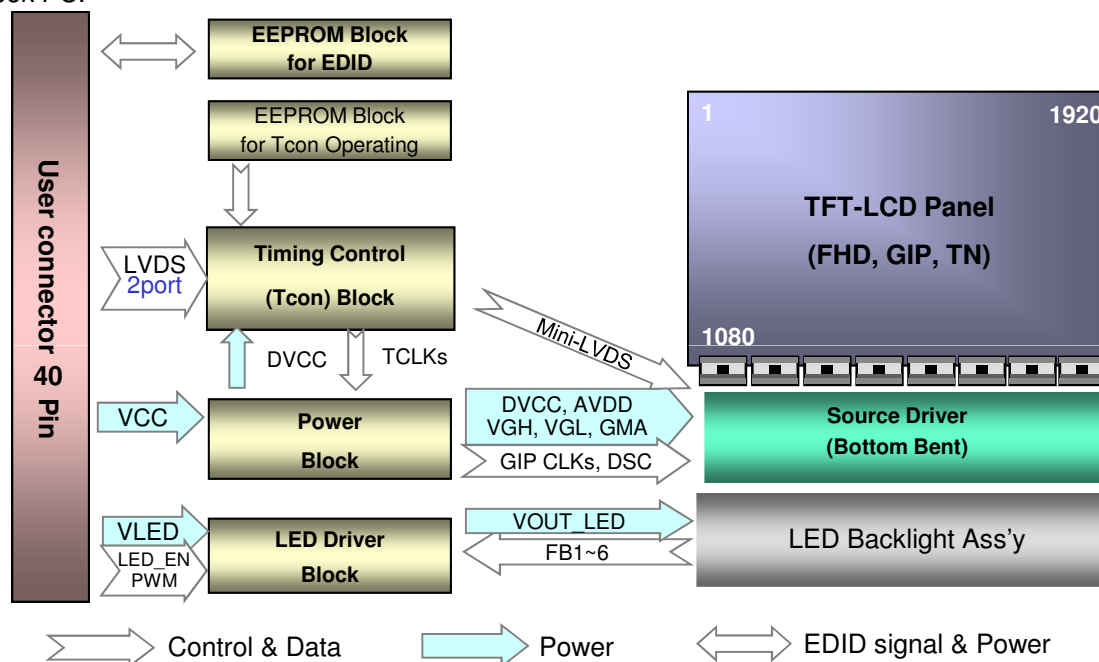 User connector 40 Pin
EEPROM Block
for EDID
EEPROM Block
for Tcon Operating
LVDS
2port
Timing Control
(Tcon) Block
DVCC
TCLKs
Mini-LVDS
1
1920
TFT-LCD Panel
(FHD, GIP, TN)
1080
VCC
Power
Block
DVCC, AVDD
VGH, VGL, GMA
GIP CLKs, DSC
Source Driver
(Bottom Bent)
VLED
LED_EN
PWM
LED Driver
Block
VOUT_LED
FB1~6
LED Backlight Ass'y
Control & Data
Power
EDID signal & Power